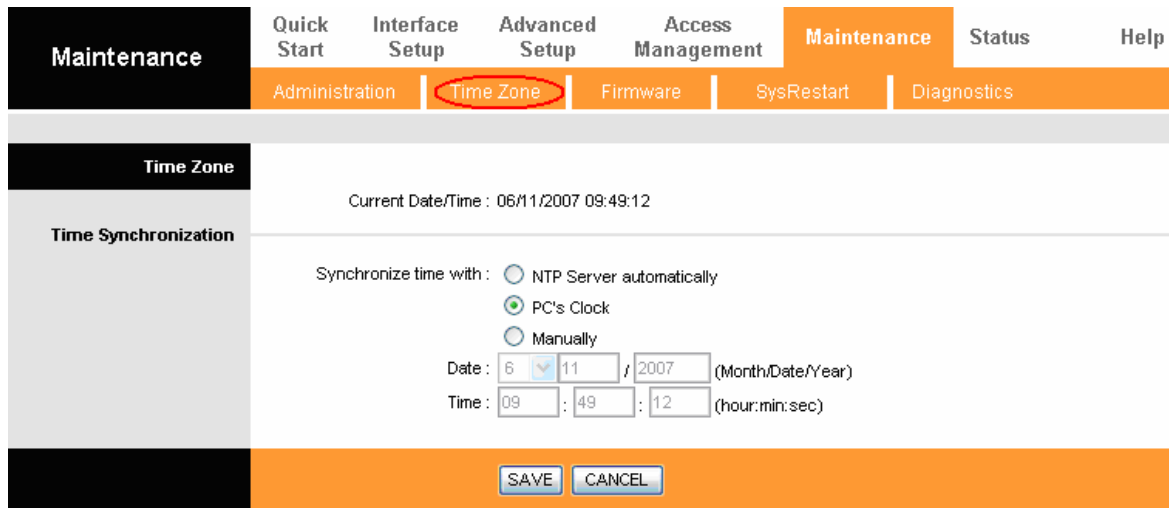 Maintenance
Quick Start
Interface Setup
Advanced Setup
Access Management
Maintenance
Status
Help
Administration
Time Zone
Firmware
SysRestart
Diagnostics
Time Zone
Current Date/Time : 06/11/2007 09:49:12
Time Synchronization
Synchronize time with : NTP Server automatically
PC's Clock
Manually
Date : 6 11 / 2007 (Month/Date/Year)
Time : 09 : 49 : 12 (hour:min:sec)
SAVE CANCEL